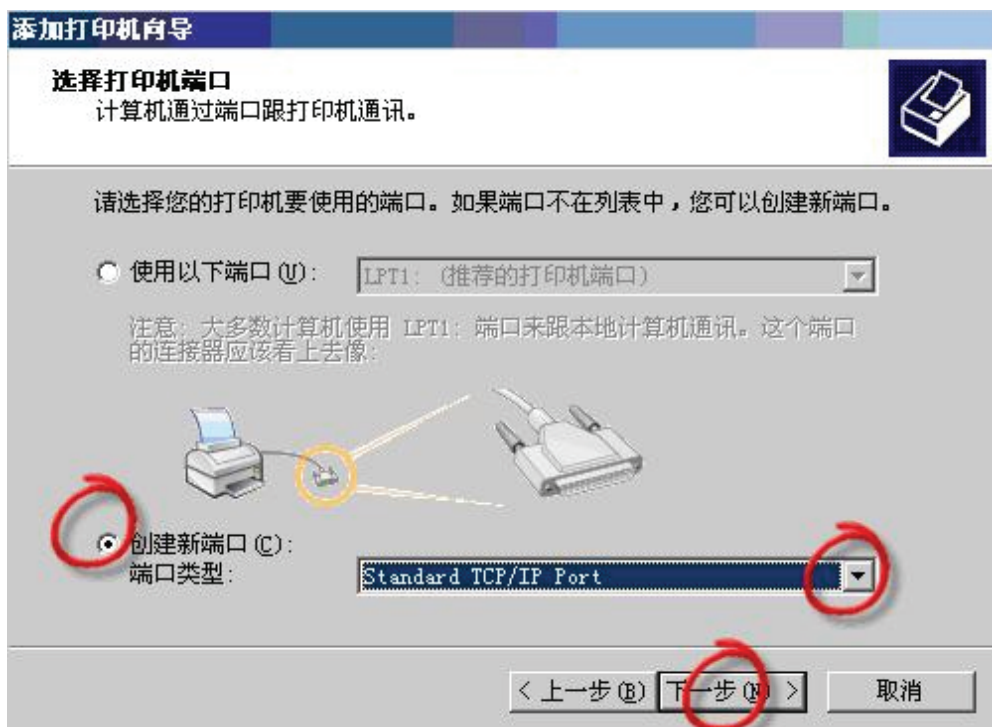 添加打印机向导
选择打印机端口
计算机通过端口跟打印机通讯。
请选择您的打印机要使用的端口。如果端口不在列表中，您可以创建新端口。
使用以下端口(U): LPT1: (推荐的打印机端口)
注意: 大多数计算机使用 LPT1: 端口来跟本地计算机通讯。这个端口
的连接器应该看上去像:
创建新端口(C):
端口类型: Standard TCP/IP Port
< 上一步(B) 下一步(N) > 取消